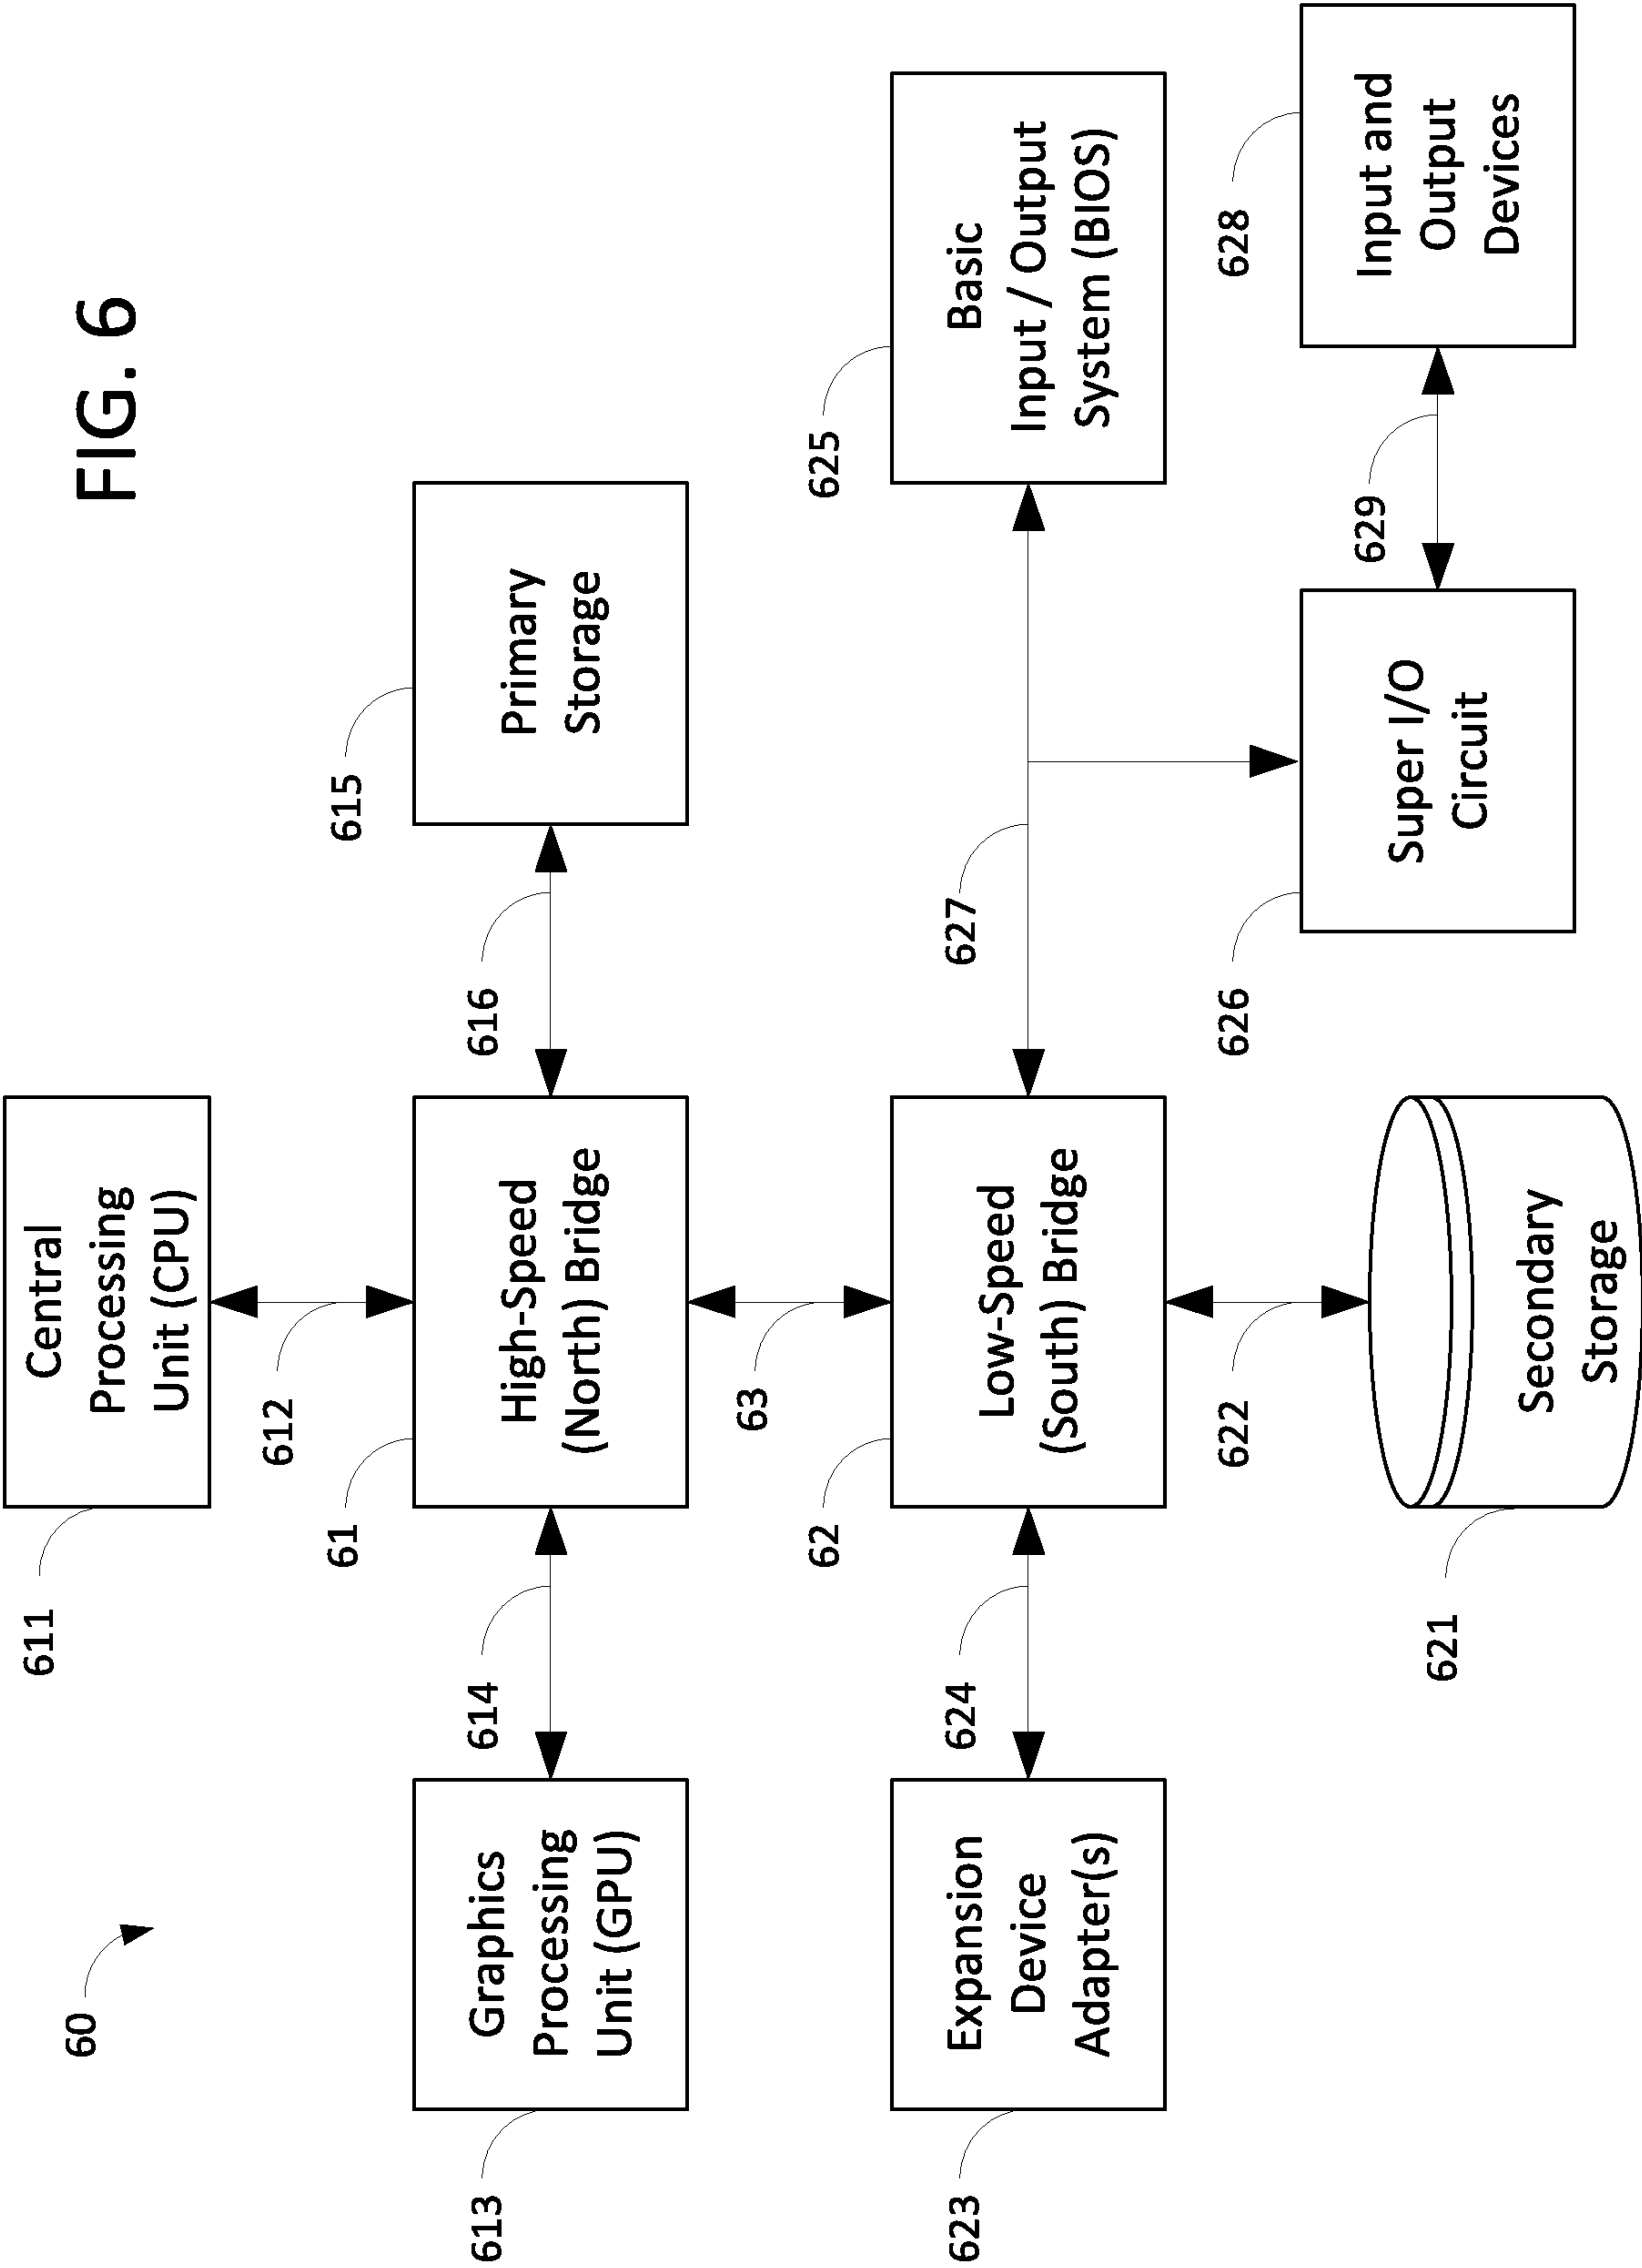 FIG. 6
60
611
Central
Processing
Unit (CPU)
612
613
Graphics
Processing
Unit (GPU)
614
61
High-Speed
(North) Bridge
616
615
Primary
Storage
63
623
Expansion
Device
Adapter(s)
624
62
Low-Speed
(South) Bridge
627
625
Basic
Input / Output
System (BIOS)
622
621
Secondary
Storage
626
Super I/O
Circuit
629
628
Input and
Output
Devices